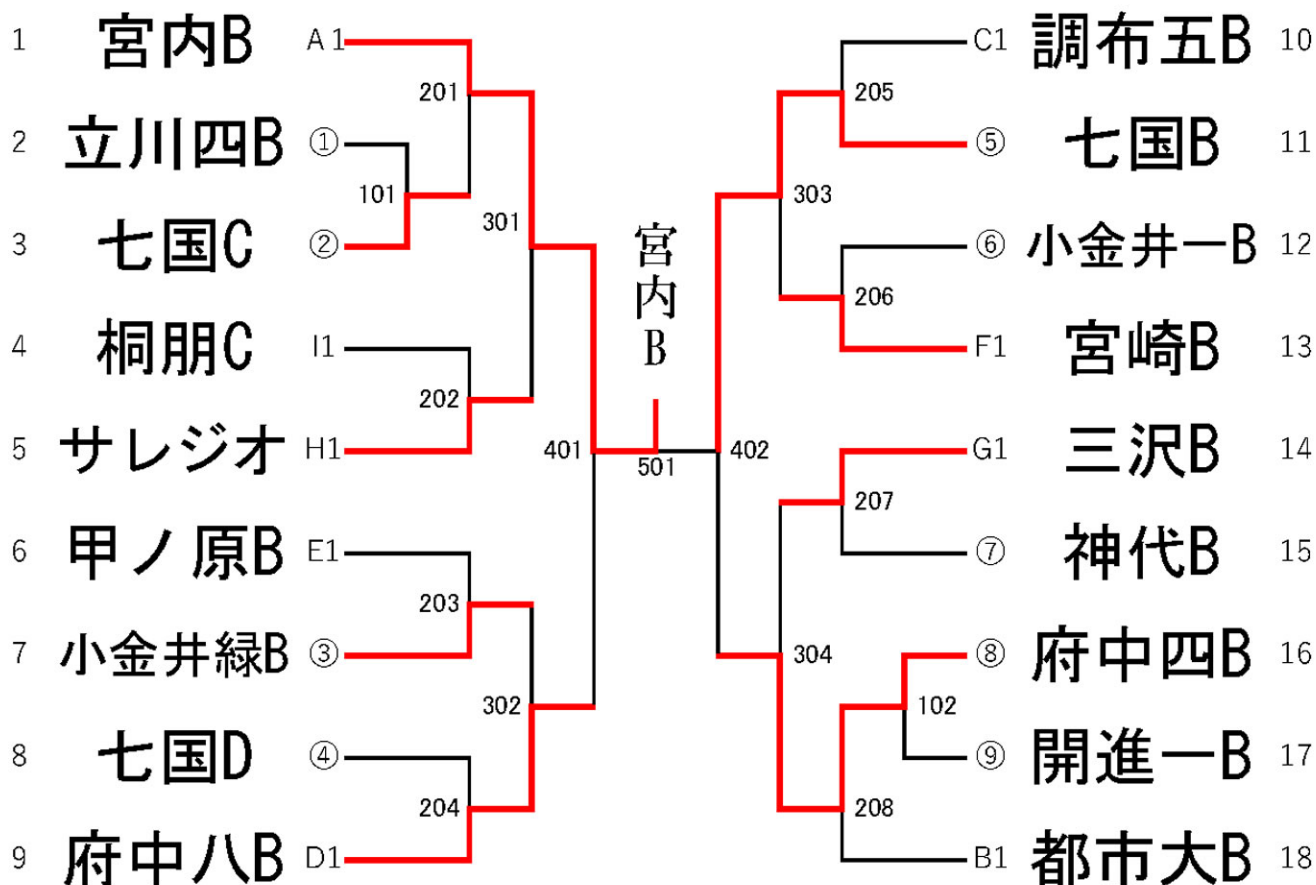 1 宮内B A1
2 立川四B ①
3 七国C ②
4 桐朋C I1
5 サレジオ H1
6 甲ノ原B E1
7 小金井緑B ③
8 七国D ④
9 府中八B D1
201
101
301
202
401
203
302
204
宮内B
501
C1 調布五B 10
⑤ 七国B 11
⑥ 小金井一B 12
F1 宮崎B 13
G1 三沢B 14
⑦ 神代B 15
⑧ 府中四B 16
⑨ 開進一B 17
B1 都市大B 18
205
303
206
402
207
304
102
208